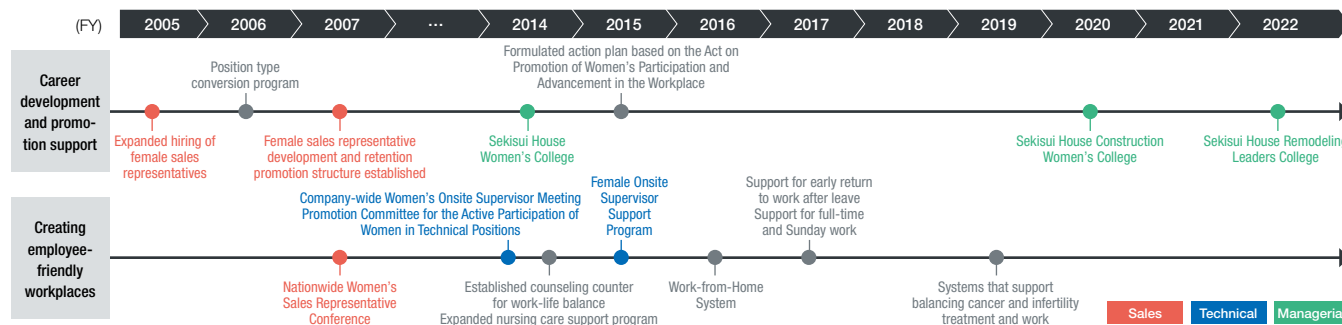 (FY)
2005
2006
2007
...
2014
2015
2016
2017
2018
2019
2020
2021
2022
Career
development
and promo-
tion support
Position type
conversion program
Formulated action plan based on the Act on
Promotion of Women's Participation and
Advancement in the Workplace
Expanded hiring of
female sales
representatives
Female sales representative
development and retention
promotion structure established
Sekisui House
Women's College
Sekisui House Construction
Women's College
Sekisui House Remodeling
Leaders College
Creating
employee-
friendly
workplaces
Company-wide Women's Onsite Supervisor Meeting
Promotion Committee for the Active Participation of
Women in Technical Positions
Female Onsite
Supervisor
Support
Program
Support for early return
to work after leave
Support for full-time
and Sunday work
Nationwide Women's
Sales Representative
Conference
Established counseling counter
for work-life balance
Expanded nursing care support program
Work-from-Home
System
Systems that support
balancing cancer and infertility
treatment and work
Sales
Technical
Managerial